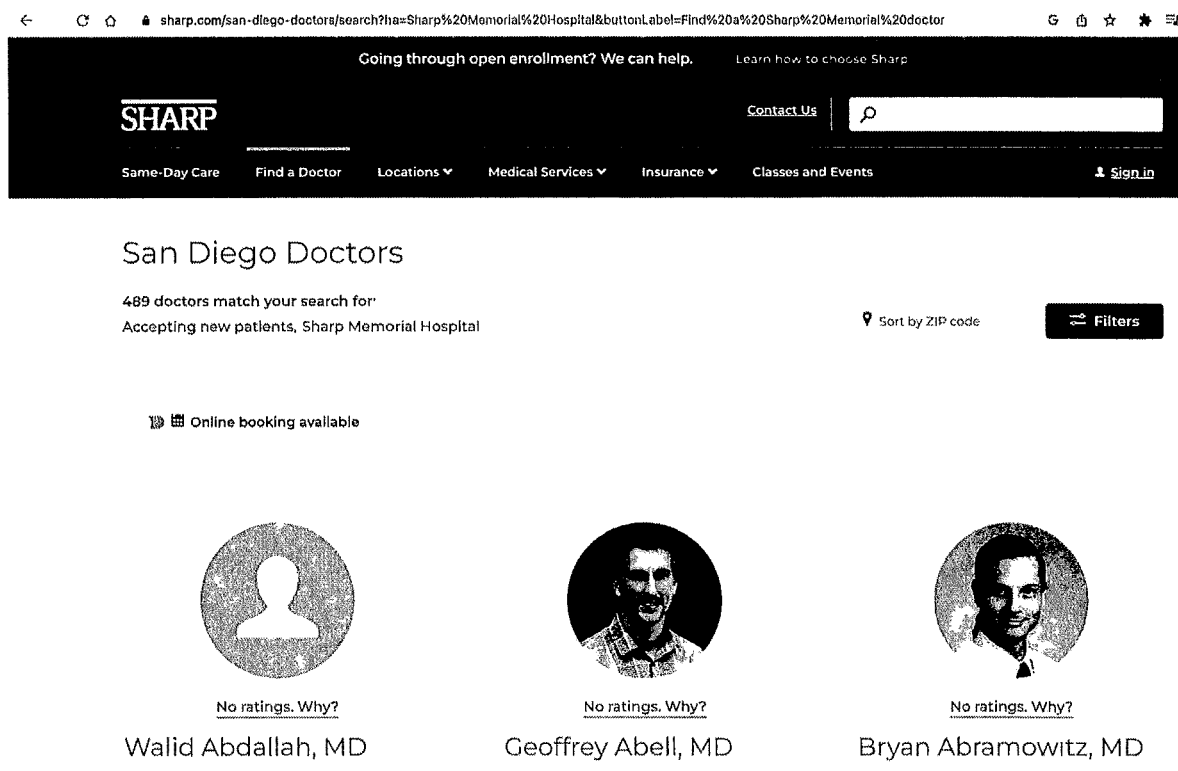 sharp.com/san-diego-doctors/search?ha=Sharp%20Memorial%20Hospital&buttonLabel=Find%20a%20Sharp%20Memorial%20doctor
Going through open enrollment? We can help. Learn how to choose Sharp
SHARP
Contact Us
Same-Day Care Find a Doctor Locations Medical Services Insurance Classes and Events Sign in
San Diego Doctors
489 doctors match your search for:
Accepting new patients, Sharp Memorial Hospital
Sort by ZIP code Filters
Online booking available
No ratings. Why? No ratings. Why? No ratings. Why?
Walid Abdallah, MD Geoffrey Abell, MD Bryan Abramowitz, MD